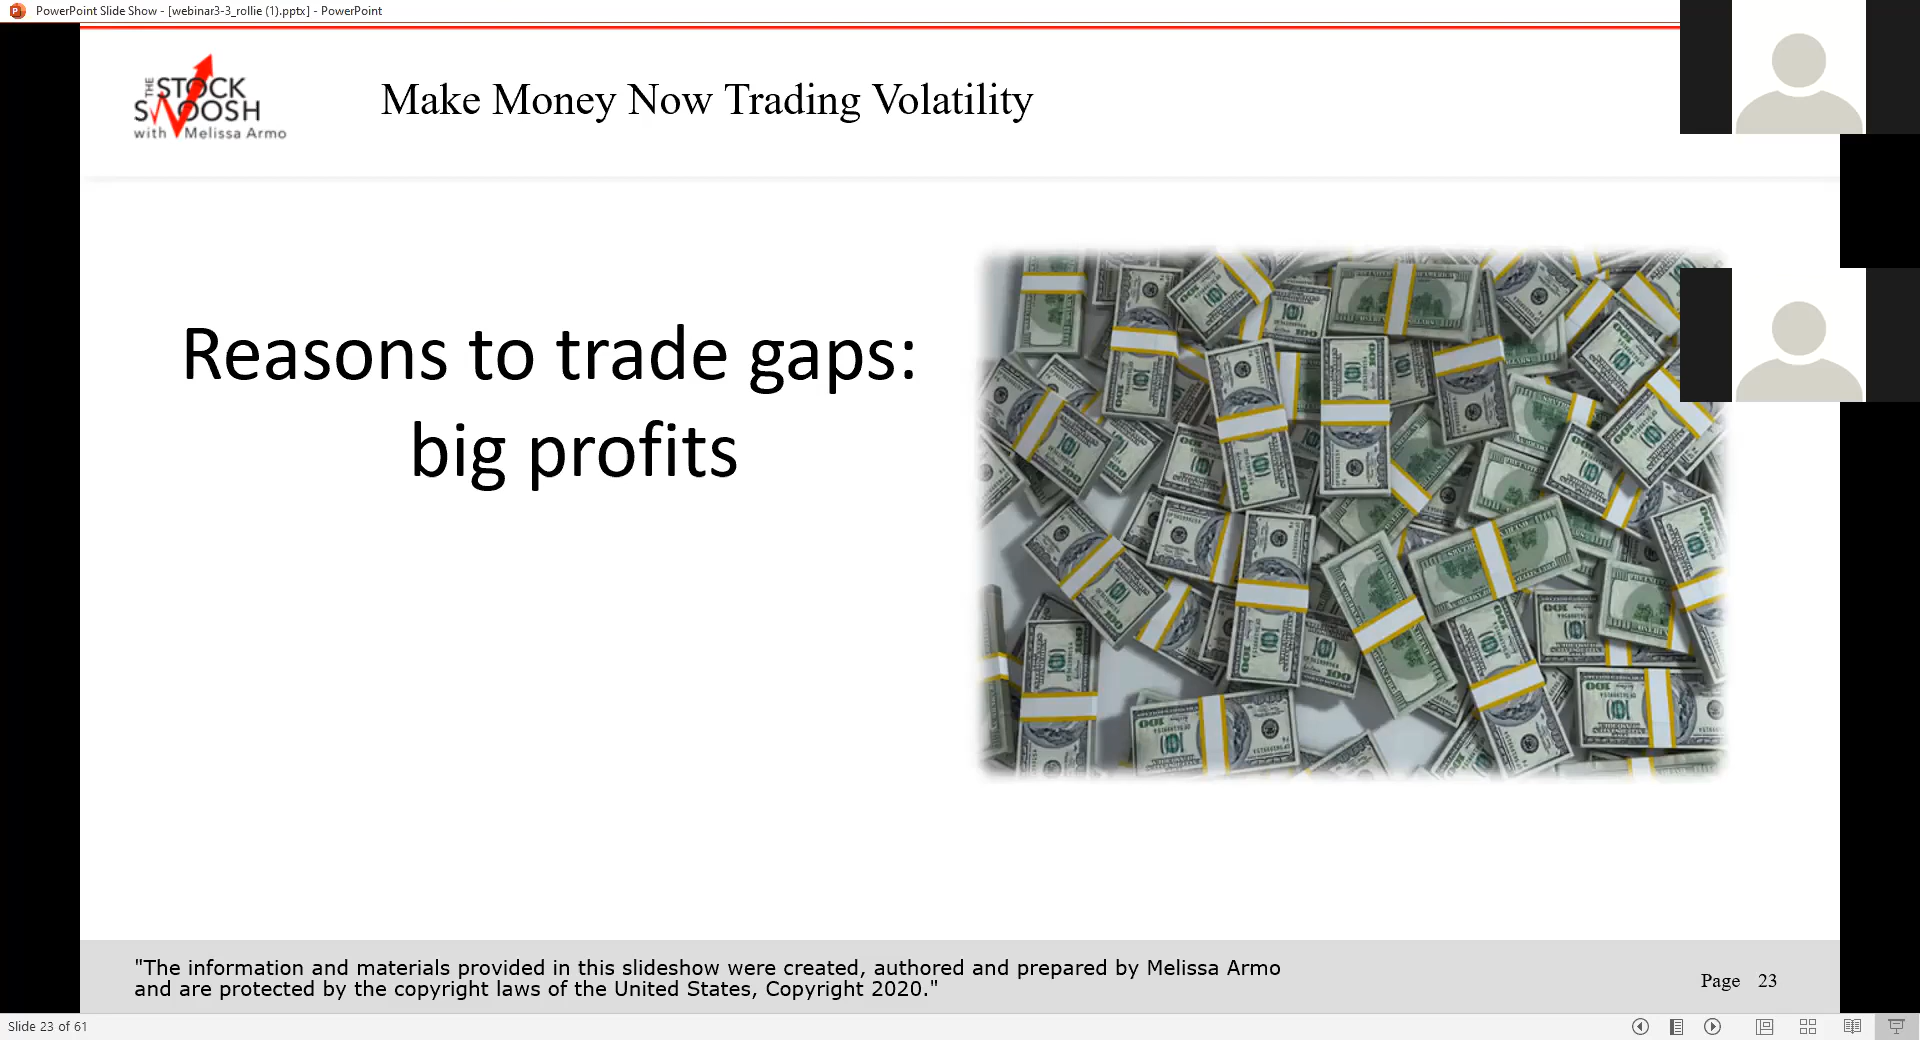 PowerPoint Slide Show - [webinar3-3_rollie (1).pptx] - PowerPoint
THE
STOCK
SWOOSH
with Melissa Armo
Make Money Now Trading Volatility
Reasons to trade gaps:
big profits
"The information and materials provided in this slideshow were created, authored and prepared by Melissa Armo
and are protected by the copyright laws of the United States, Copyright 2020."
Page 23
Slide 23 of 61